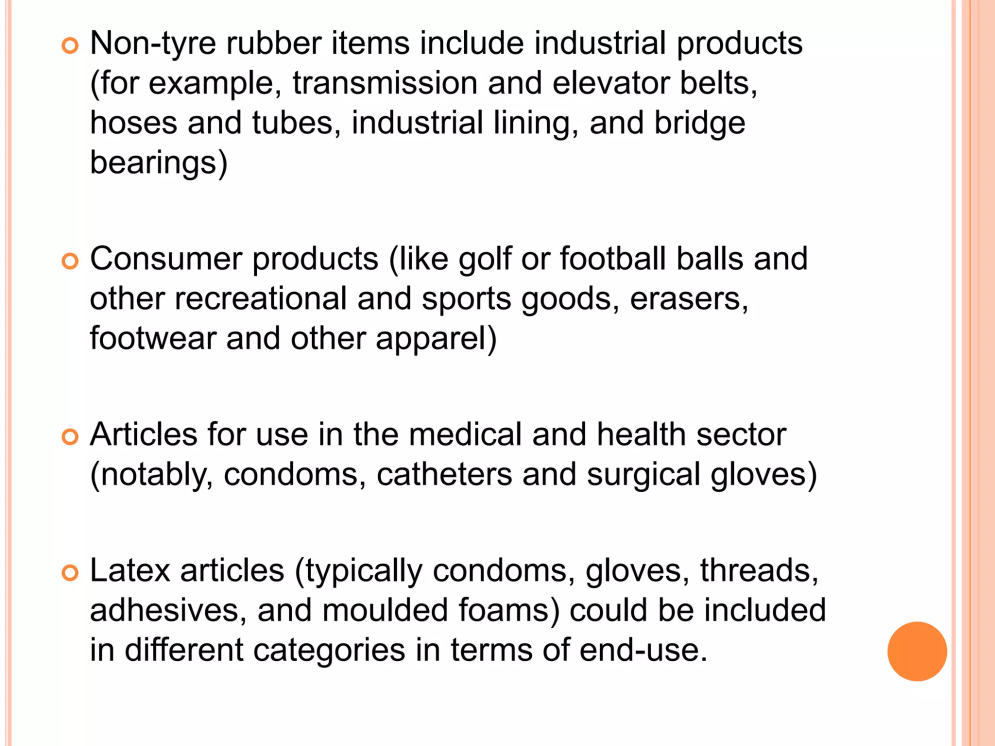 Non-tyre rubber items include industrial products
(for example, transmission and elevator belts,
hoses and tubes, industrial lining, and bridge
bearings)
Consumer products (like golf or football balls and
other recreational and sports goods, erasers,
footwear and other apparel)
Articles for use in the medical and health sector
(notably, condoms, catheters and surgical gloves)
Latex articles (typically condoms, gloves, threads,
adhesives, and moulded foams) could be included
in different categories in terms of end-use.